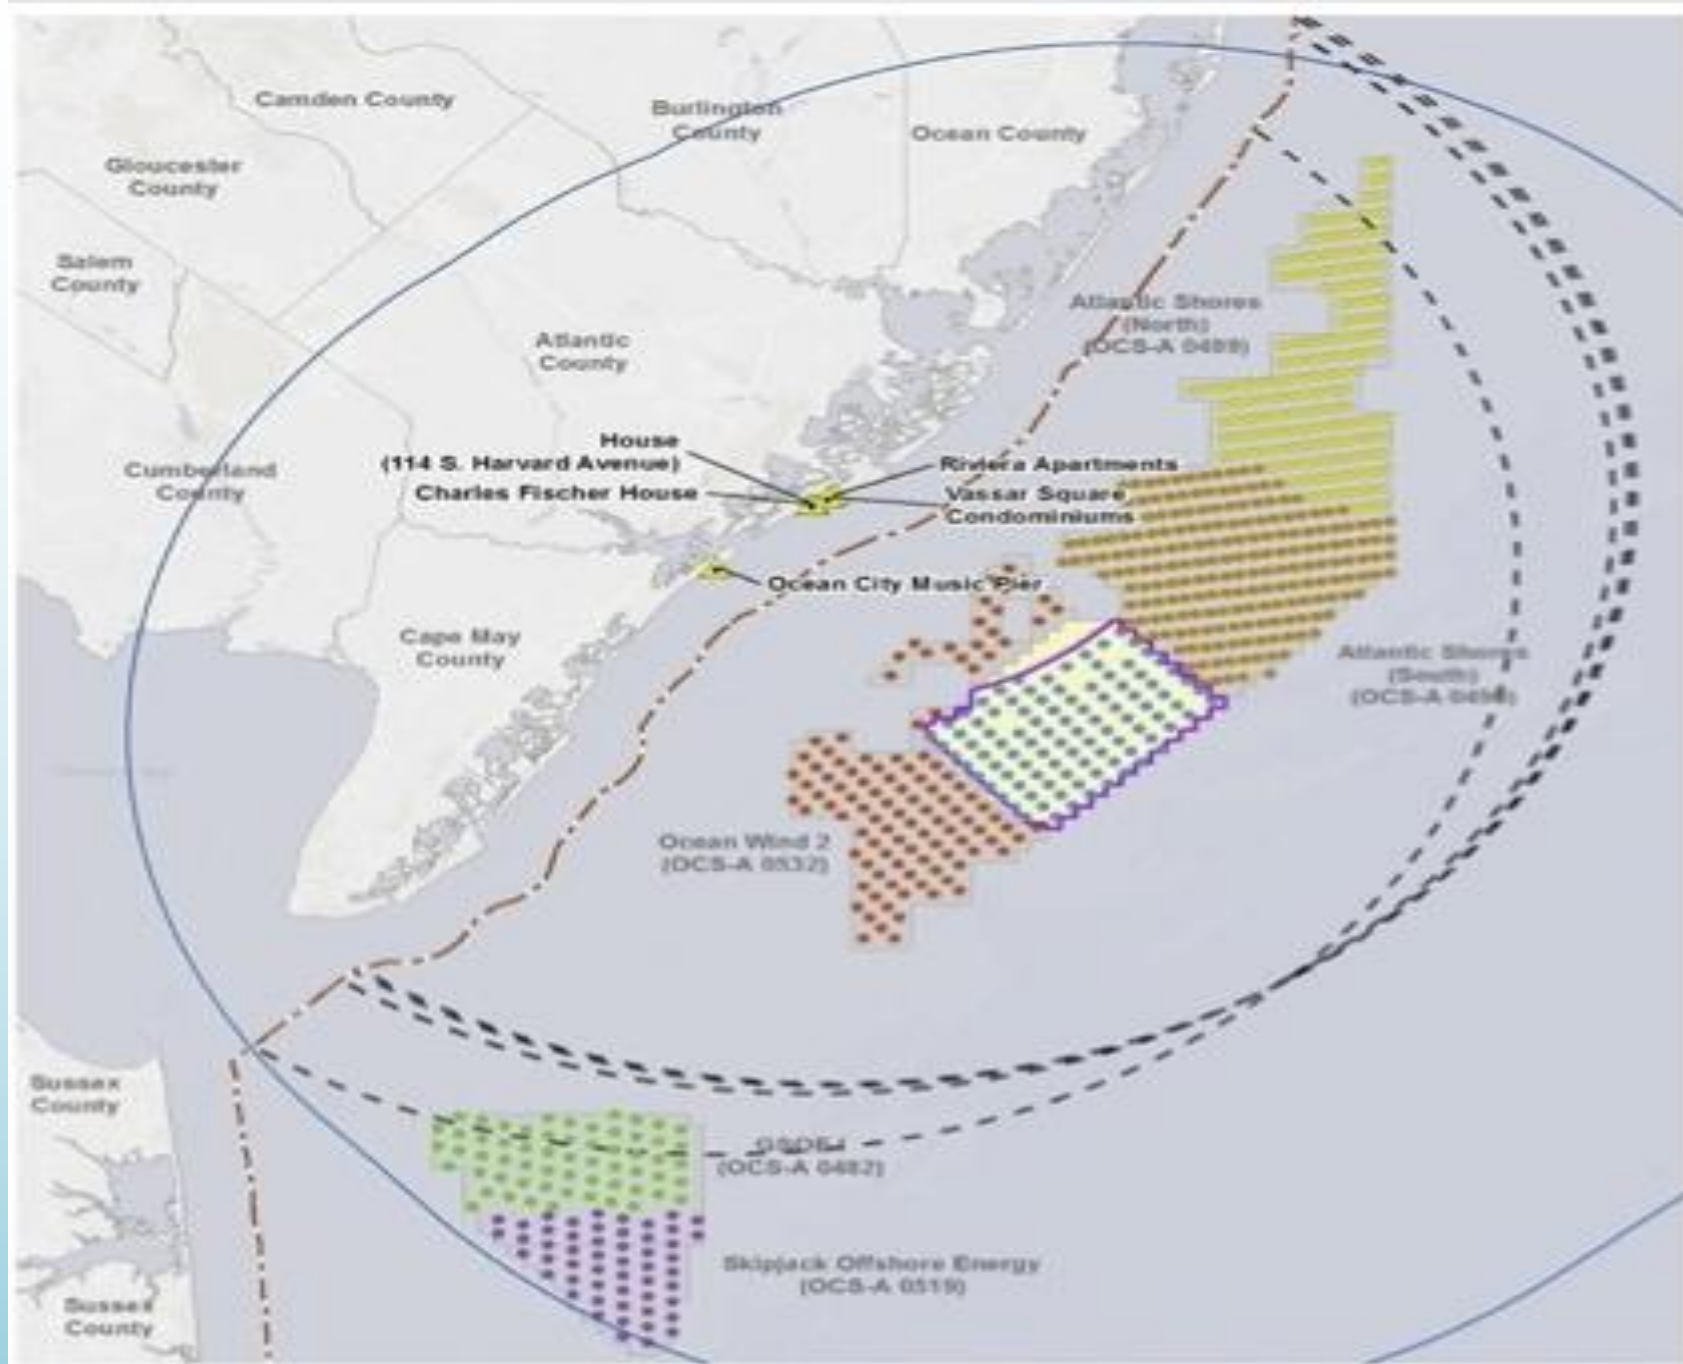 Camden County
Burlington
County
Ocean County
Gloucester
County
Salem
County
Atlantic Shores
(North)
(OCS-A 0499)
Atlantic
County
House
(114 S. Harvard Avenue)
Riviera Apartments
Cumberland
County
Charles Fischer House
Vassar Square
Condominiums
Ocean City Music Pier
Cape May
County
Atlantic Shores
(South)
Ocean Wind 2
(OCS-A 0532)
Sussex
County
(OCS-A 0482)
Skipjack Offshore Energy
(OCS-A 0519)
Sussex
County